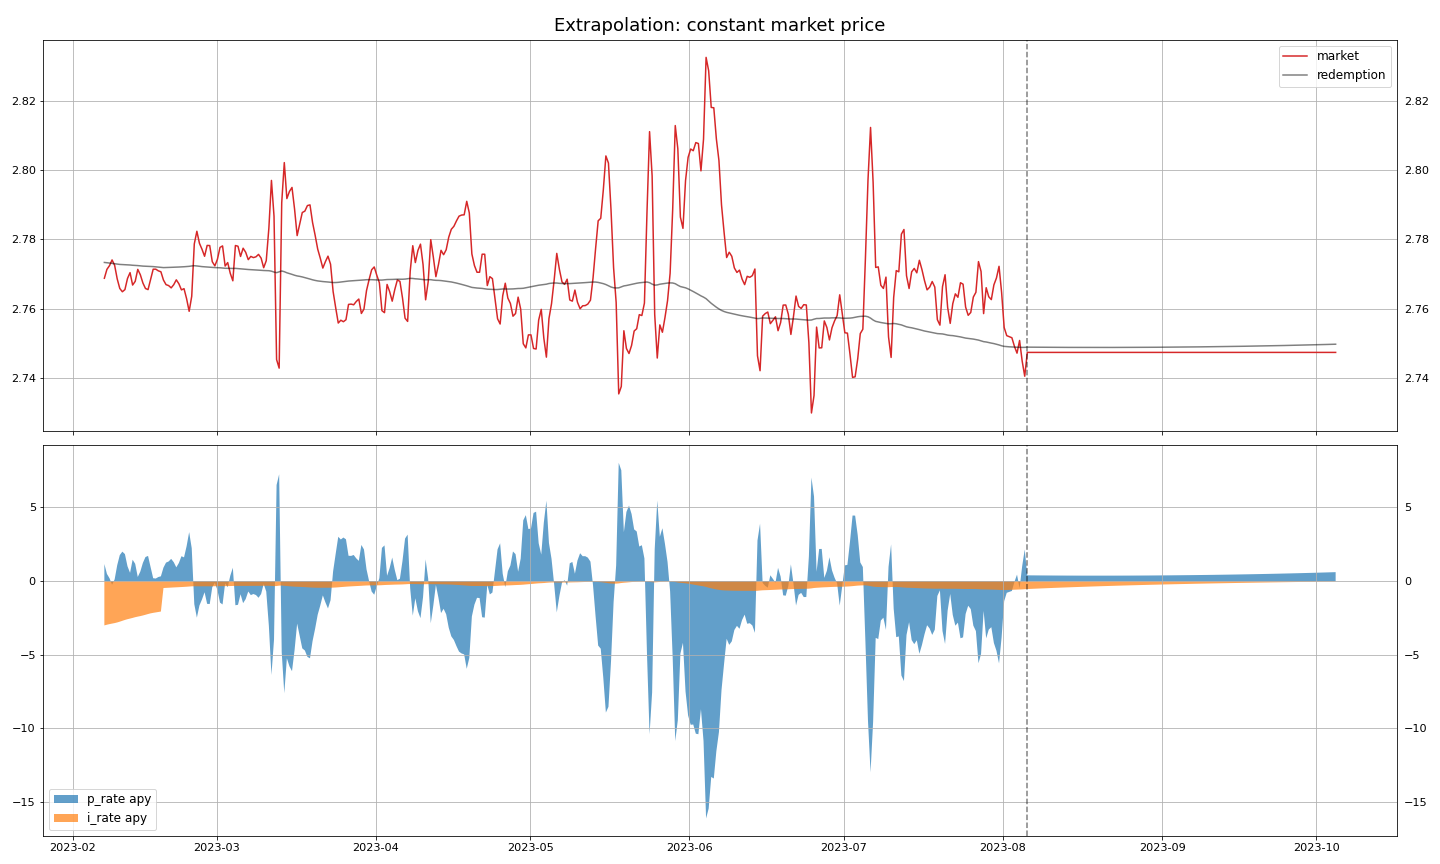 Extrapolation: constant market price
market
redemption
2.82 2.82
2.80 2.80
2.78 2.78
2.76 2.76
2.74 2.74
5 5
0 0
−5 −5
−10 −10
−15 −15
p_rate apy
i_rate apy
2023-02 2023-03 2023-04 2023-05 2023-06 2023-07 2023-08 2023-09 2023-10